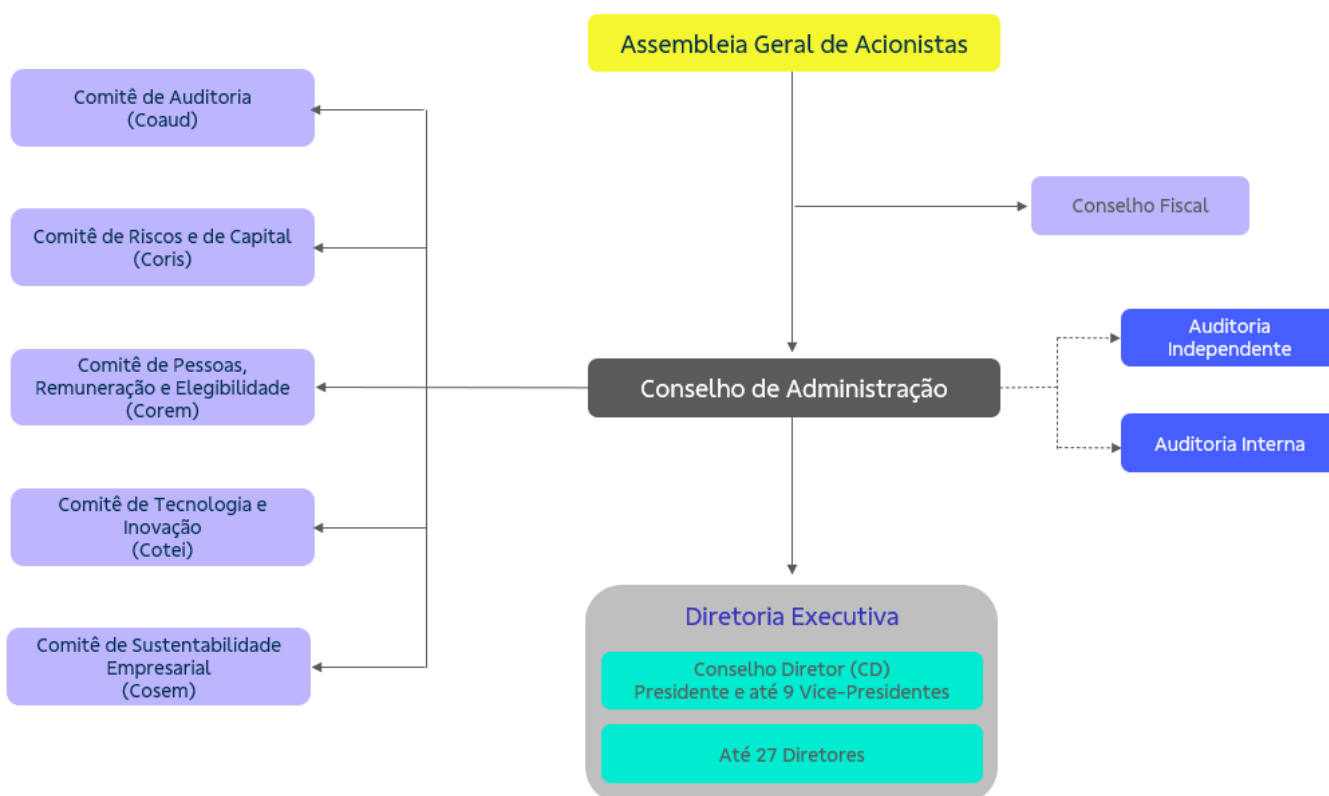 Assembleia Geral de Acionistas
Comitê de Auditoria
(Coaud)
Conselho Fiscal
Comitê de Riscos e de Capital
(Coris)
Auditoria
Independente
Comitê de Pessoas,
Remuneração e Elegibilidade
(Corem)
Conselho de Administração
Auditoria Interna
Comitê de Tecnologia e
Inovação
(Cotei)
Diretoria Executiva
Comitê de Sustentabilidade
Empresarial
(Cosem)
Conselho Diretor (CD)
Presidente e até 9 Vice-Presidentes
Até 27 Diretores